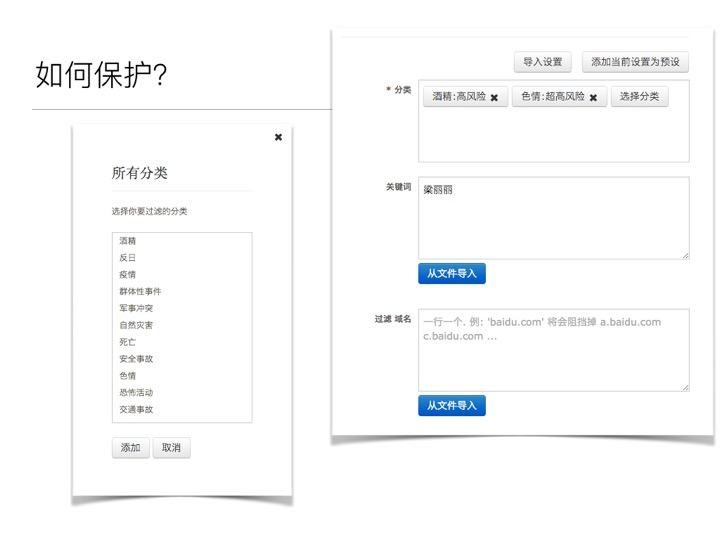 如何保护?
所有分类
选择你要过滤的分类
酒精
反日
疫情
群体性事件
军事冲突
自然灾害
死亡
安全事故
色情
恐怖活动
交通事故
添加
取消
导入设置
添加当前设置为预设
* 分类
酒精:高风险 ✖
色情:超高风险 ✖
选择分类
关键词
梁丽丽
从文件导入
过滤 域名
一行一个. 例: 'baidu.com' 将会阻挡掉 a.baidu.com
c.baidu.com ...
从文件导入